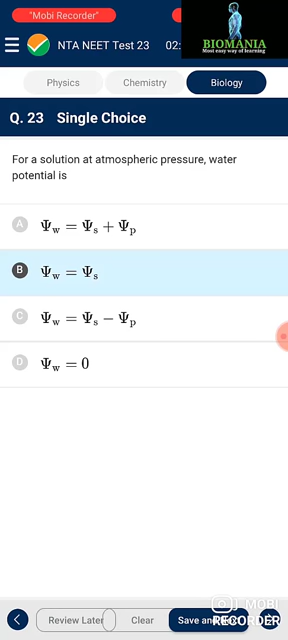 "Mobi Recorder"
NTA NEET Test 23 02:
BIOMANIA
Most easy way of learning
Physics Chemistry Biology
Q. 23 Single Choice
For a solution at atmospheric pressure, water
potential is
A Ψw = Ψs + Ψp
B Ψw = Ψs
C Ψw = Ψs − Ψp
D Ψw = 0
MOBI
RECORDER
Review Later Clear Save and